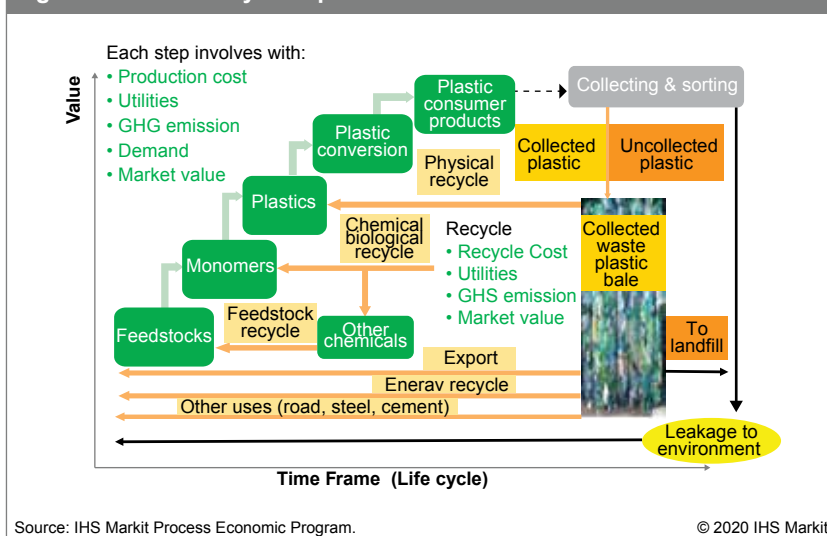 Each step involves with:
• Production cost
• Utilities
• GHG emission
• Demand
• Market value
Value
Plastic
consumer
products
Collecting & sorting
Plastic
conversion
Collected
plastic
Uncollected
plastic
Physical
recycle
Plastics
Chemical
biological
recycle
Recycle
• Recycle Cost
• Utilities
• GHS emission
• Market value
Collected
waste
plastic
bale
Monomers
Feedstocks
Feedstock
recycle
Other
chemicals
To
landfill
Export
Enerav recycle
Other uses (road, steel, cement)
Leakage to
environment
Time Frame (Life cycle)
Source: IHS Markit Process Economic Program.
© 2020 IHS Markit